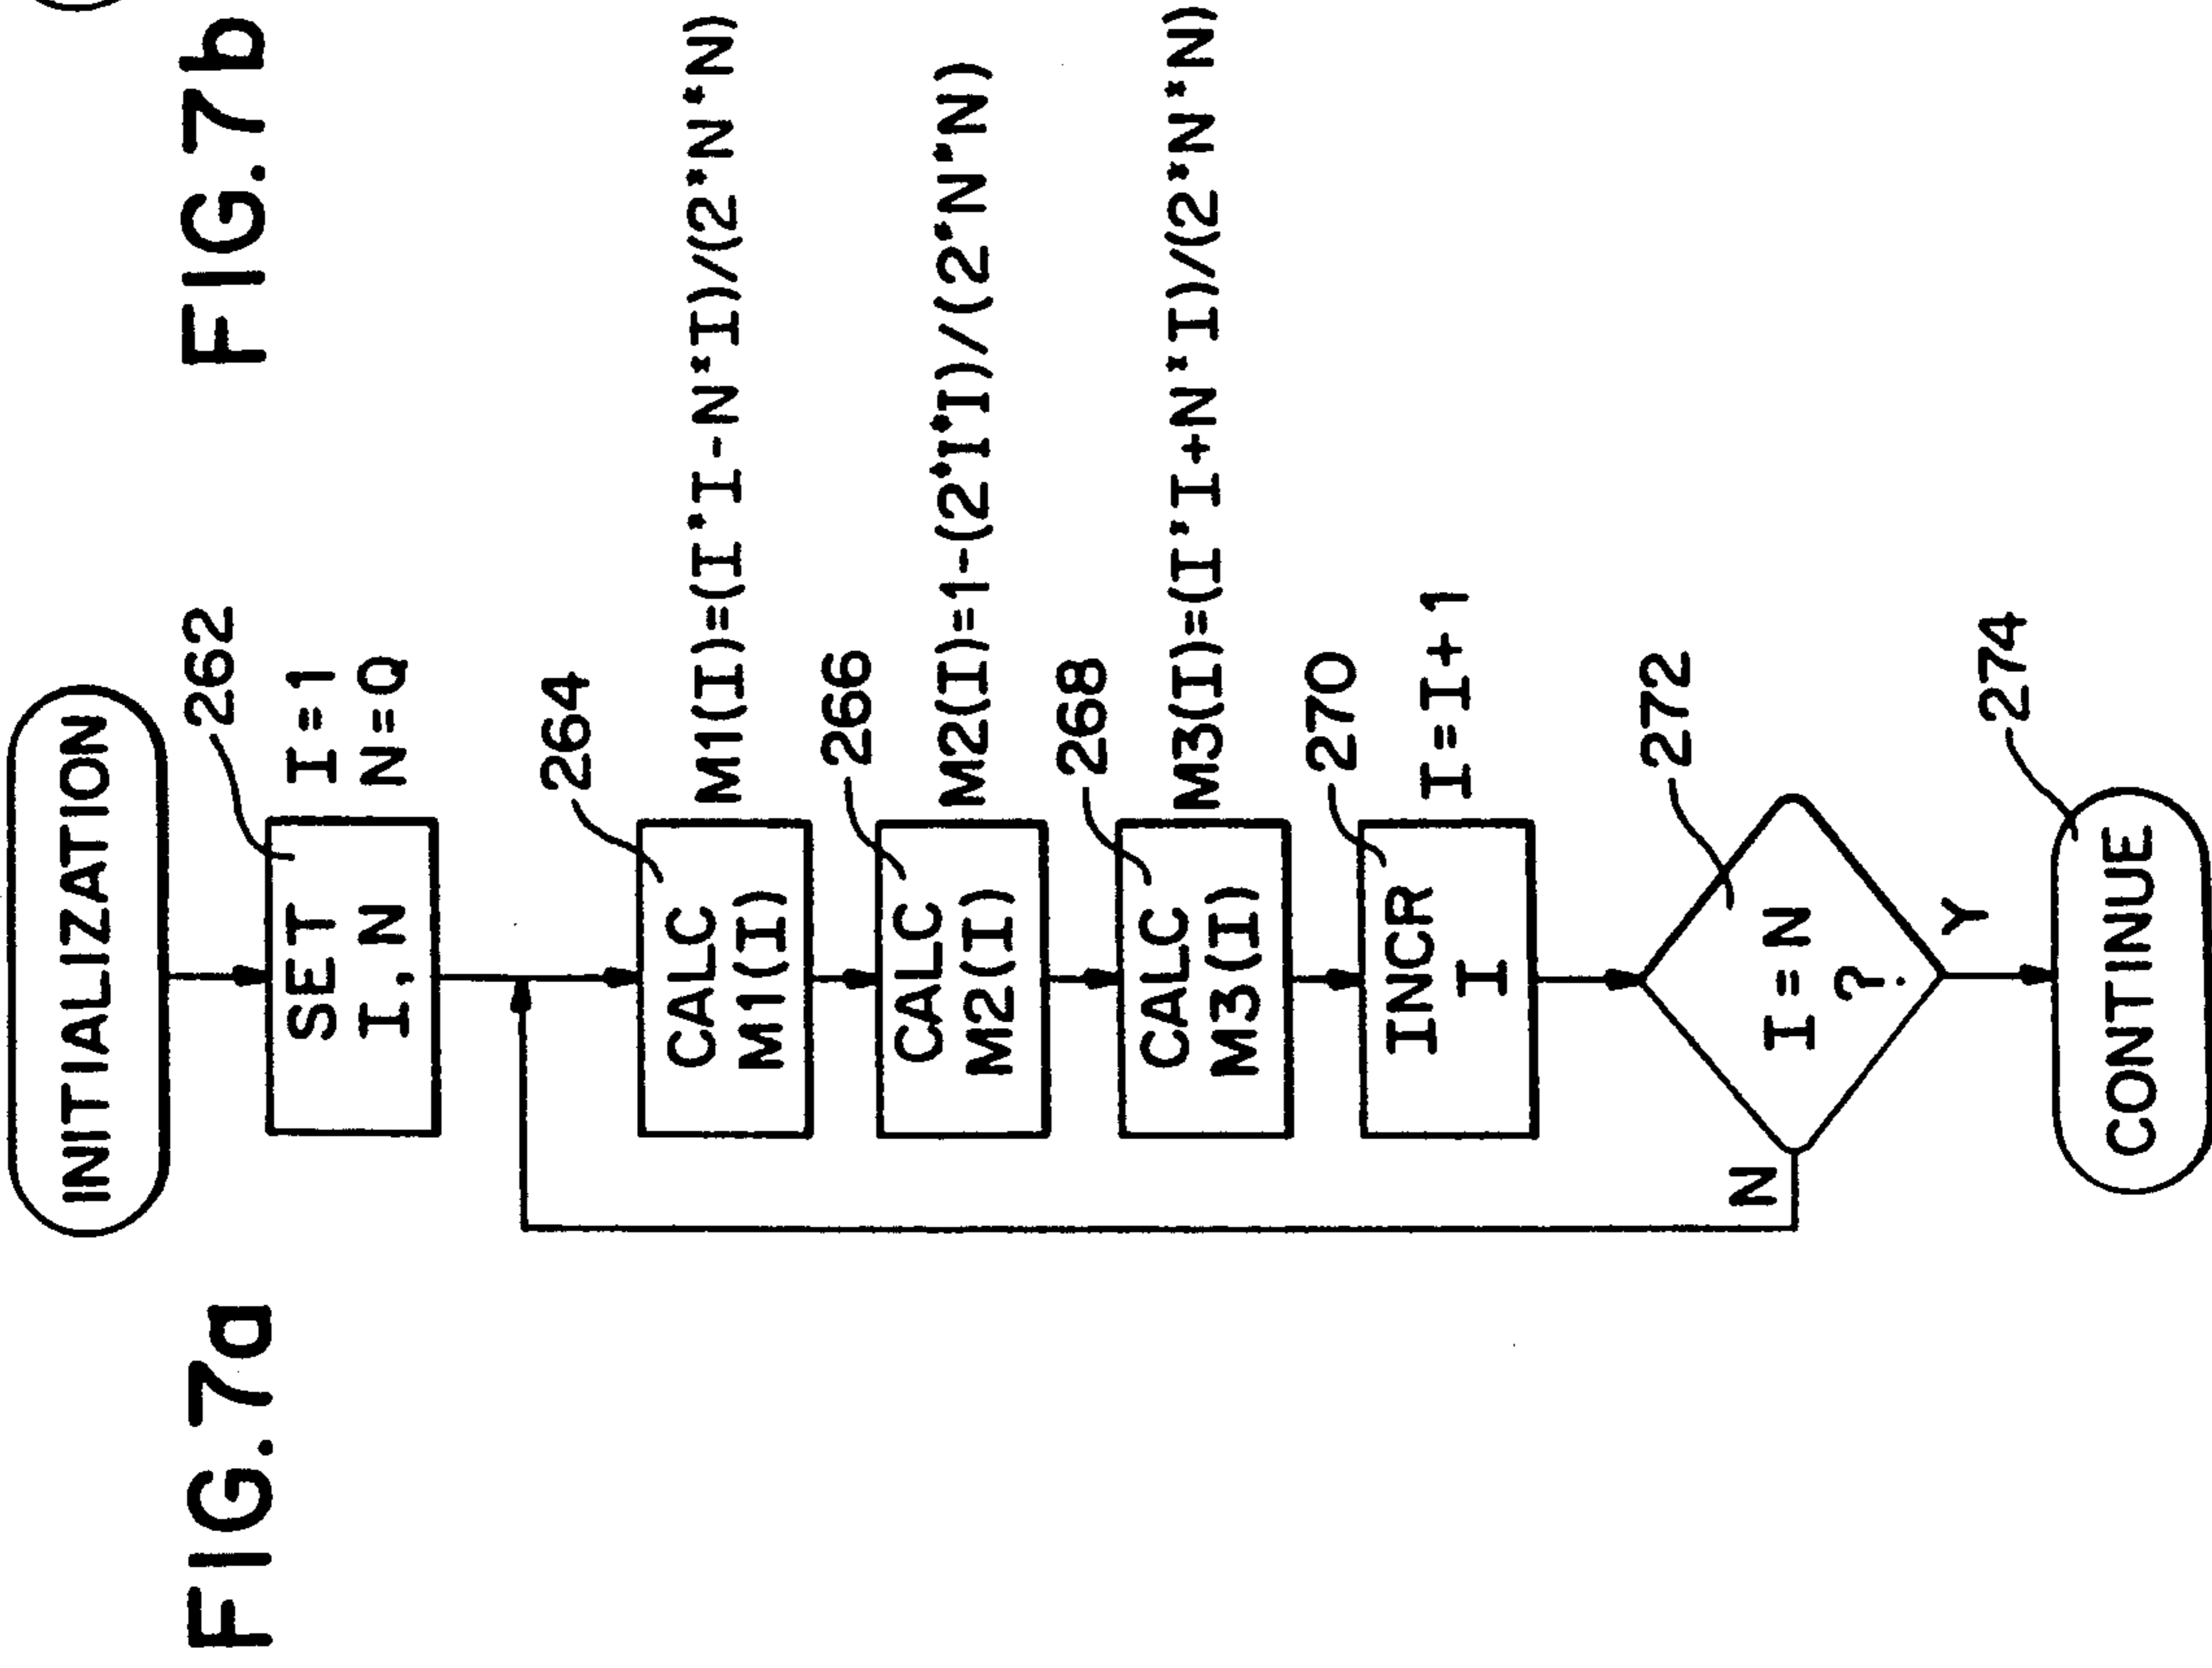 FIG.7a
FIG.7b
INITIALIZATION
262
SET
I, N
I=1
N=Q
264
CALC
M1(I)
M1(I)=(I*I-N*I)/(2*N*N)
266
CALC
M2(I)
M2(I)=1-(2*I*I)/(2*N*N)
268
CALC
M3(I)
M3(I)=(I*I+N*I)/(2*N*N)
270
INCR
I
I=I+1
272
I=N
?
N
Y
274
CONTINUE